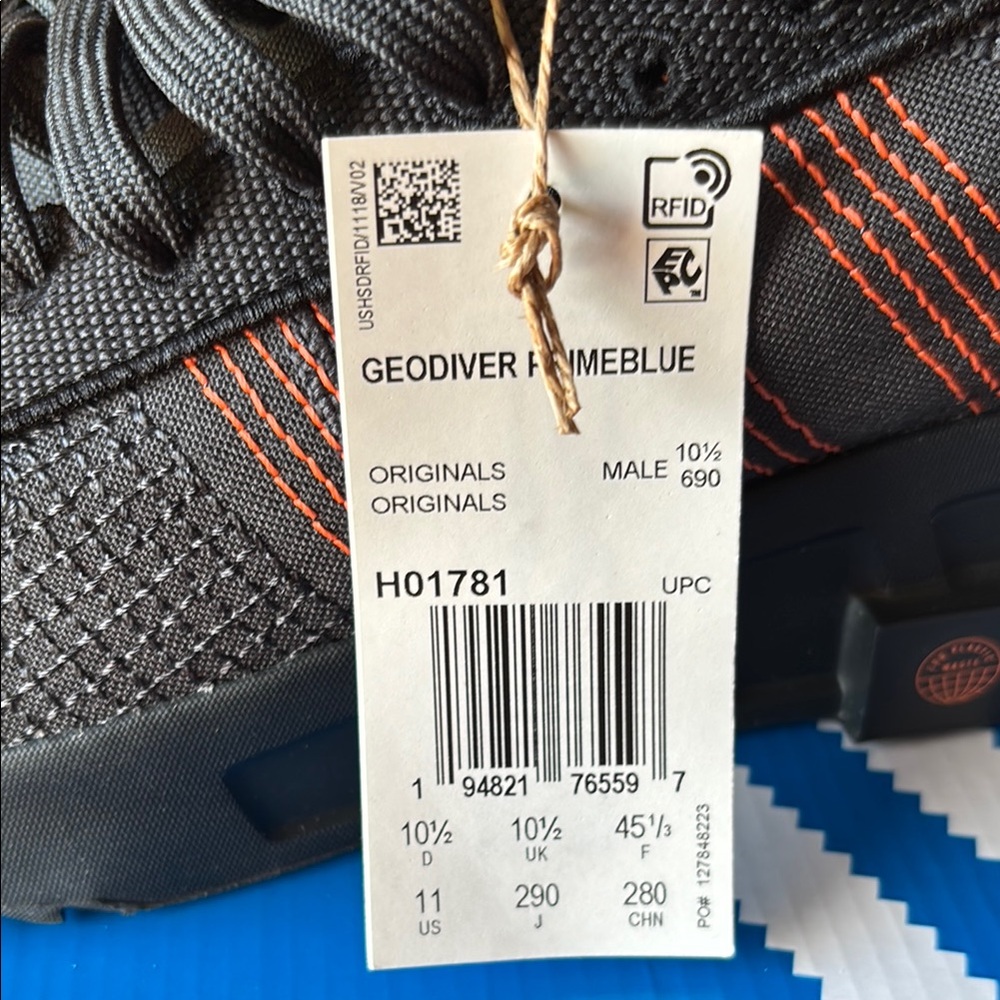 USHSDRFID/1118/V02
RFID
EPC
TM
GEODIVER
ORIGINALS
ORIGINALS
MALE 10½
690
H01781
UPC
1 94821 76559 7
10½ 10½ 45¹/³
D UK F
11 290 280
US J CHN
PO# 127848223